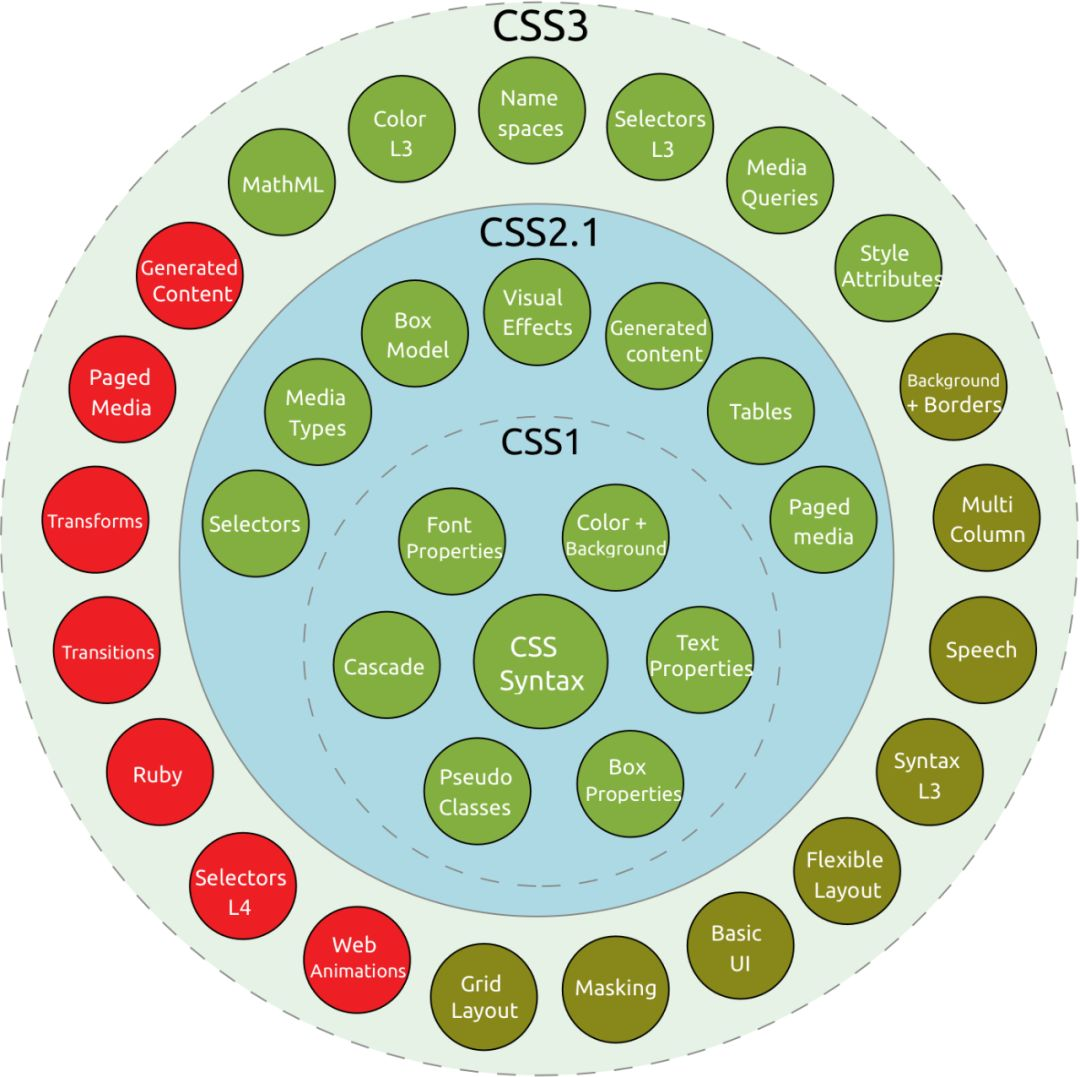 CSS3
Name
spaces
Selectors
L3
Media
Queries
Style
Attributes
Background
+ Borders
Multi
Column
Speech
Syntax
L3
Flexible
Layout
Basic
UI
Masking
Grid
Layout
Web
Animations
Selectors
L4
Ruby
Transitions
Transforms
Paged
Media
Generated
Content
MathML
Color
L3
CSS2.1
Selectors
Media
Types
Box
Model
Visual
Effects
Generated
content
Tables
Paged
media
CSS1
Font
Properties
Color +
Background
Cascade
CSS
Syntax
Text
Properties
Pseudo
Classes
Box
Properties